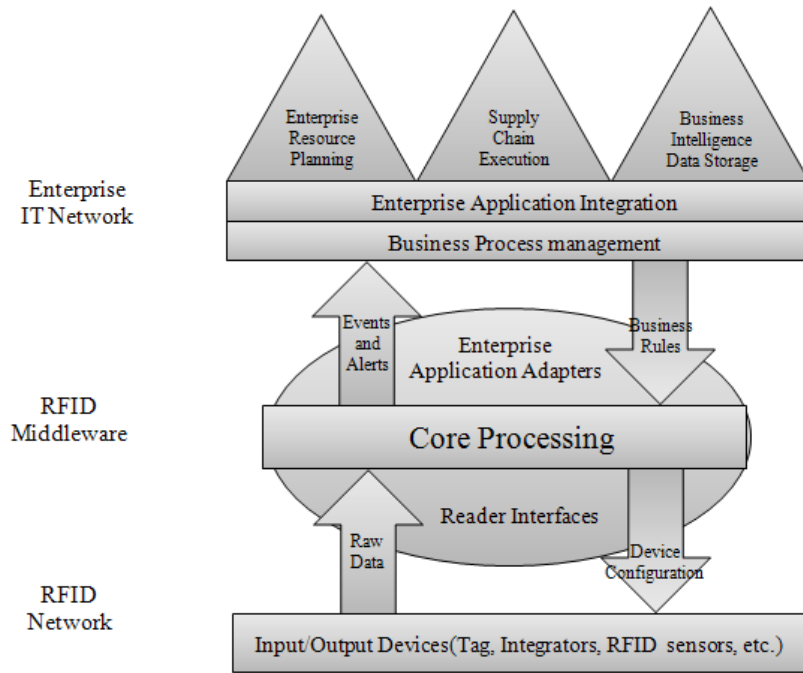 Enterprise
Resource
Planning
Supply
Chain
Execution
Business
Intelligence
Data Storage
Enterprise
IT Network
Enterprise Application Integration
Business Process management
Events
and
Alerts
Enterprise
Application Adapters
Business
Rules
RFID
Middleware
Core Processing
Reader Interfaces
Raw
Data
Device
Configuration
RFID
Network
Input/Output Devices(Tag, Integrators, RFID sensors, etc.)